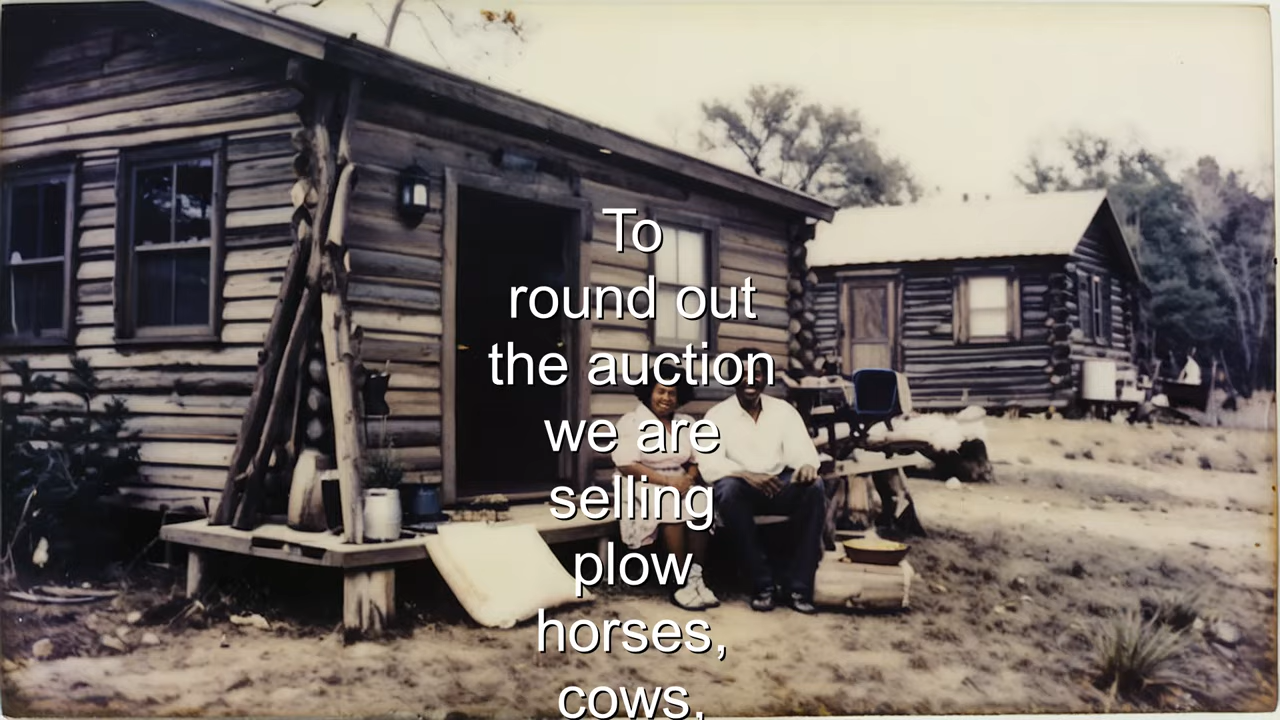 To
round out
the auction
we are
selling
plow
horses,
cows,